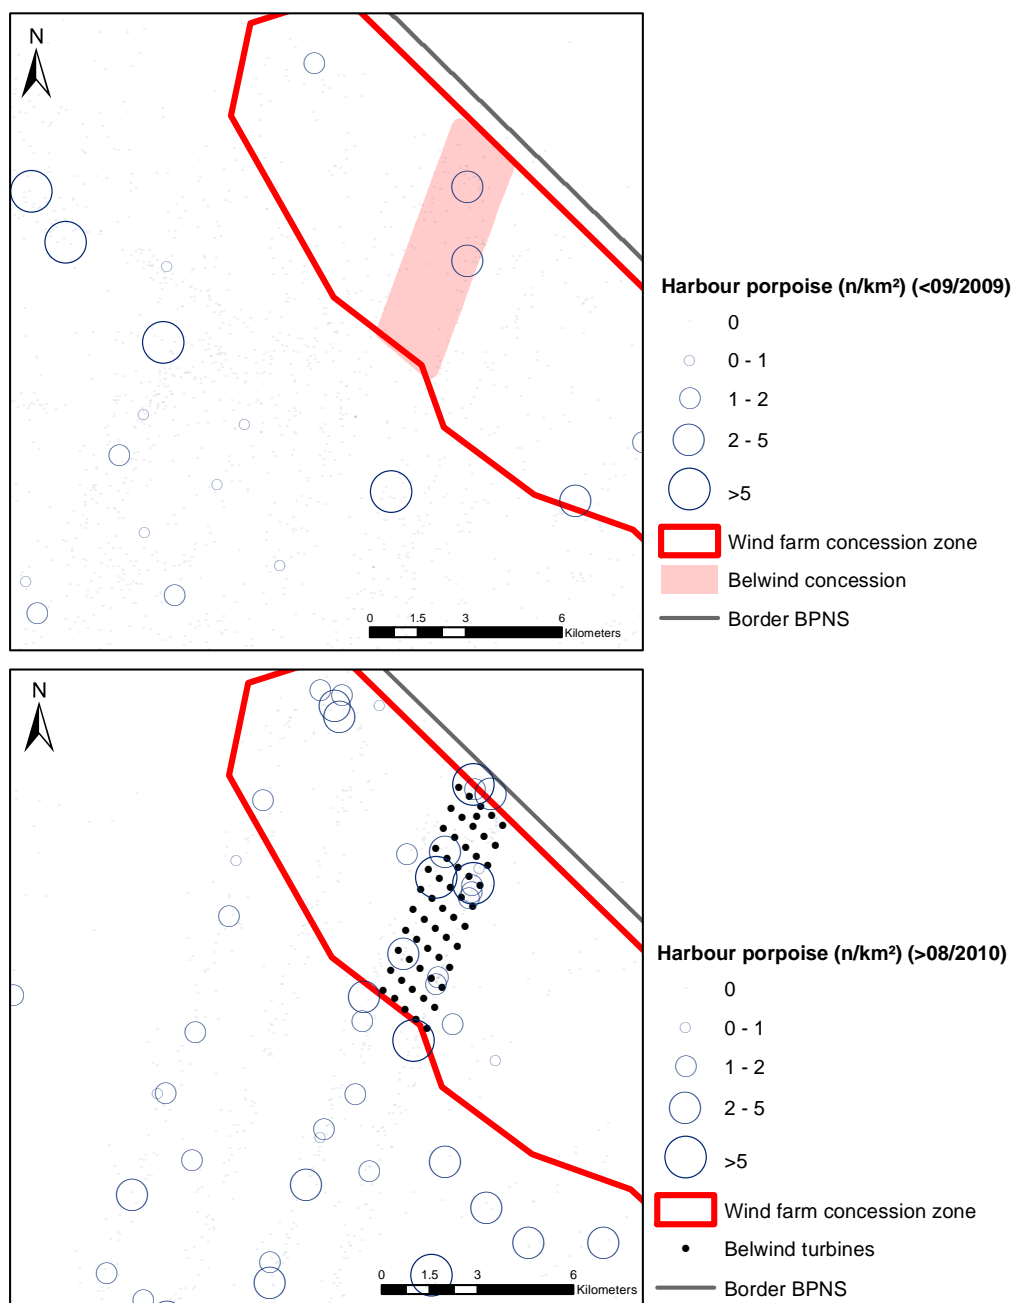 N
Harbour porpoise (n/km²) (<09/2009)
0
0 - 1
1 - 2
2 - 5
>5
Wind farm concession zone
Belwind concession
Border BPNS
0 1.5 3 6
Kilometers
N
Harbour porpoise (n/km²) (>08/2010)
0
0 - 1
1 - 2
2 - 5
>5
Wind farm concession zone
Belwind turbines
Border BPNS
0 1.5 3 6
Kilometers